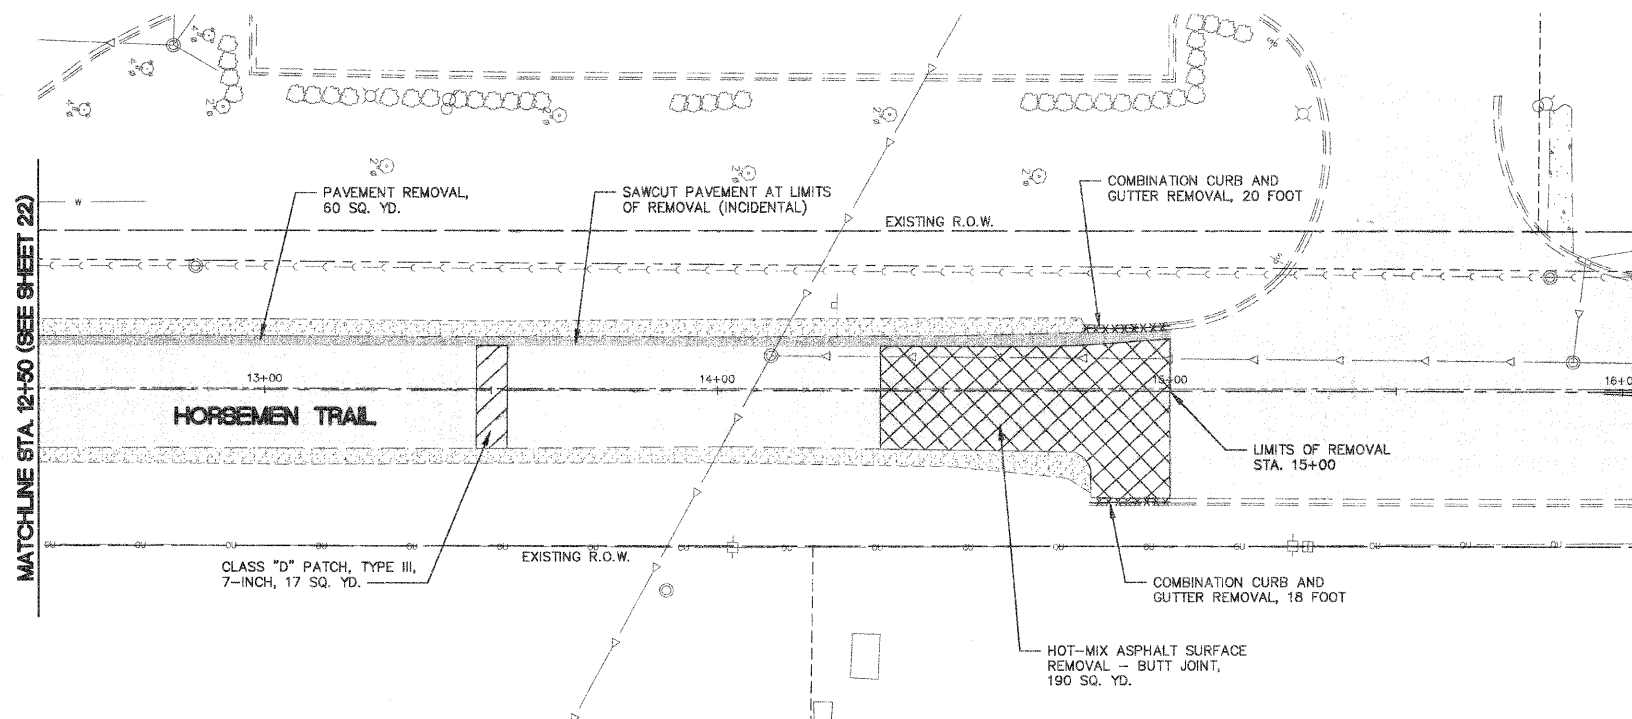 MATCHLINE STA. 12+50 (SEE SHEET 22)
W
PAVEMENT REMOVAL,
60 SQ. YD.
SAWCUT PAVEMENT AT LIMITS
OF REMOVAL (INCIDENTAL)
COMBINATION CURB AND
GUTTER REMOVAL, 20 FOOT
EXISTING R.O.W.
13+00
14+00
15+00
HORSEMEN TRAIL
LIMITS OF REMOVAL
STA. 15+00
EXISTING R.O.W.
CLASS "D" PATCH, TYPE III,
7-INCH, 17 SQ. YD.
COMBINATION CURB AND
GUTTER REMOVAL, 18 FOOT
HOT-MIX ASPHALT SURFACE
REMOVAL - BUTT JOINT,
190 SQ. YD.